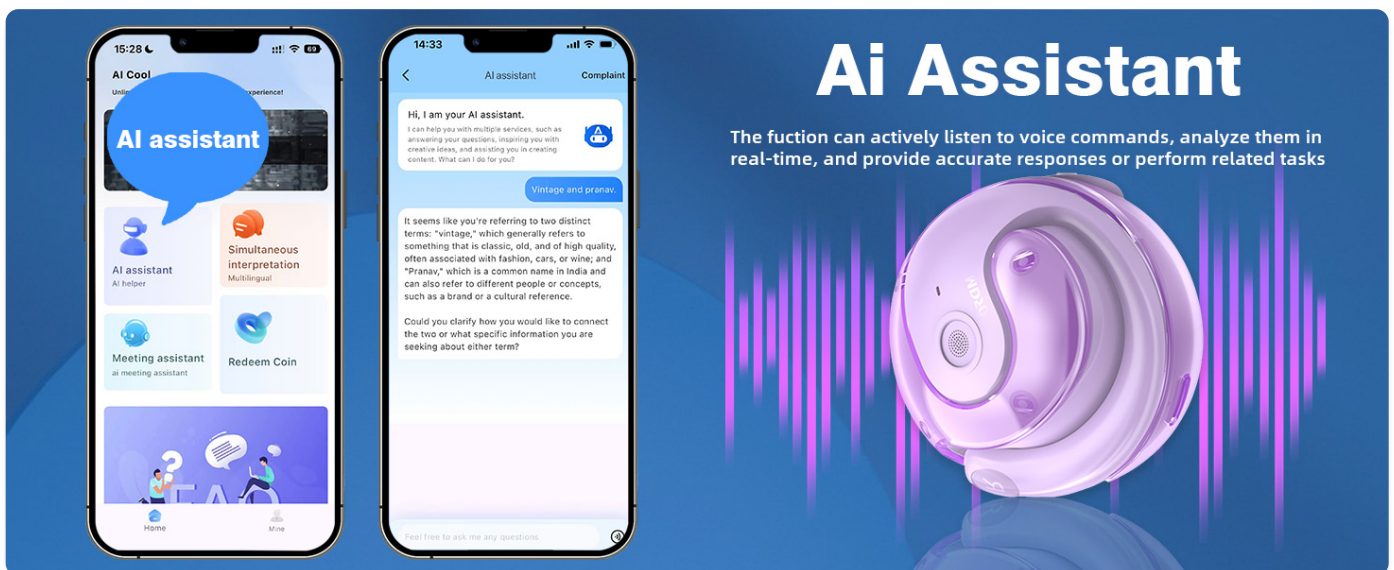 15:28
69
AI Cool
experience!
AI assistant
AI assistant
AI helper
Simultaneous
interpretation
Multilingual
Meeting assistant
ai meeting assistant
Redeem Coin
FAQ
Home
Mine
14:33
AI assistant
Complaint
Hi, I am your AI assistant.
I can help you with multiple services, such as
answering your questions, inspiring you with
creative ideas, and assisting you in creating
content. What can I do for you?
Vintage and pranav.
It seems like you're referring to two distinct
terms: "vintage," which generally refers to
something that is classic, old, and of high quality,
often associated with fashion, cars, or wine; and
"Pranav," which is a common name in India and
can also refer to different people or concepts,
such as a brand or a cultural reference.
Could you clarify how you would like to connect
the two or what specific information you are
seeking about either term?
Feel free to ask me any questions
Ai Assistant
The fuction can actively listen to voice commands, analyze them in
real-time, and provide accurate responses or perform related tasks